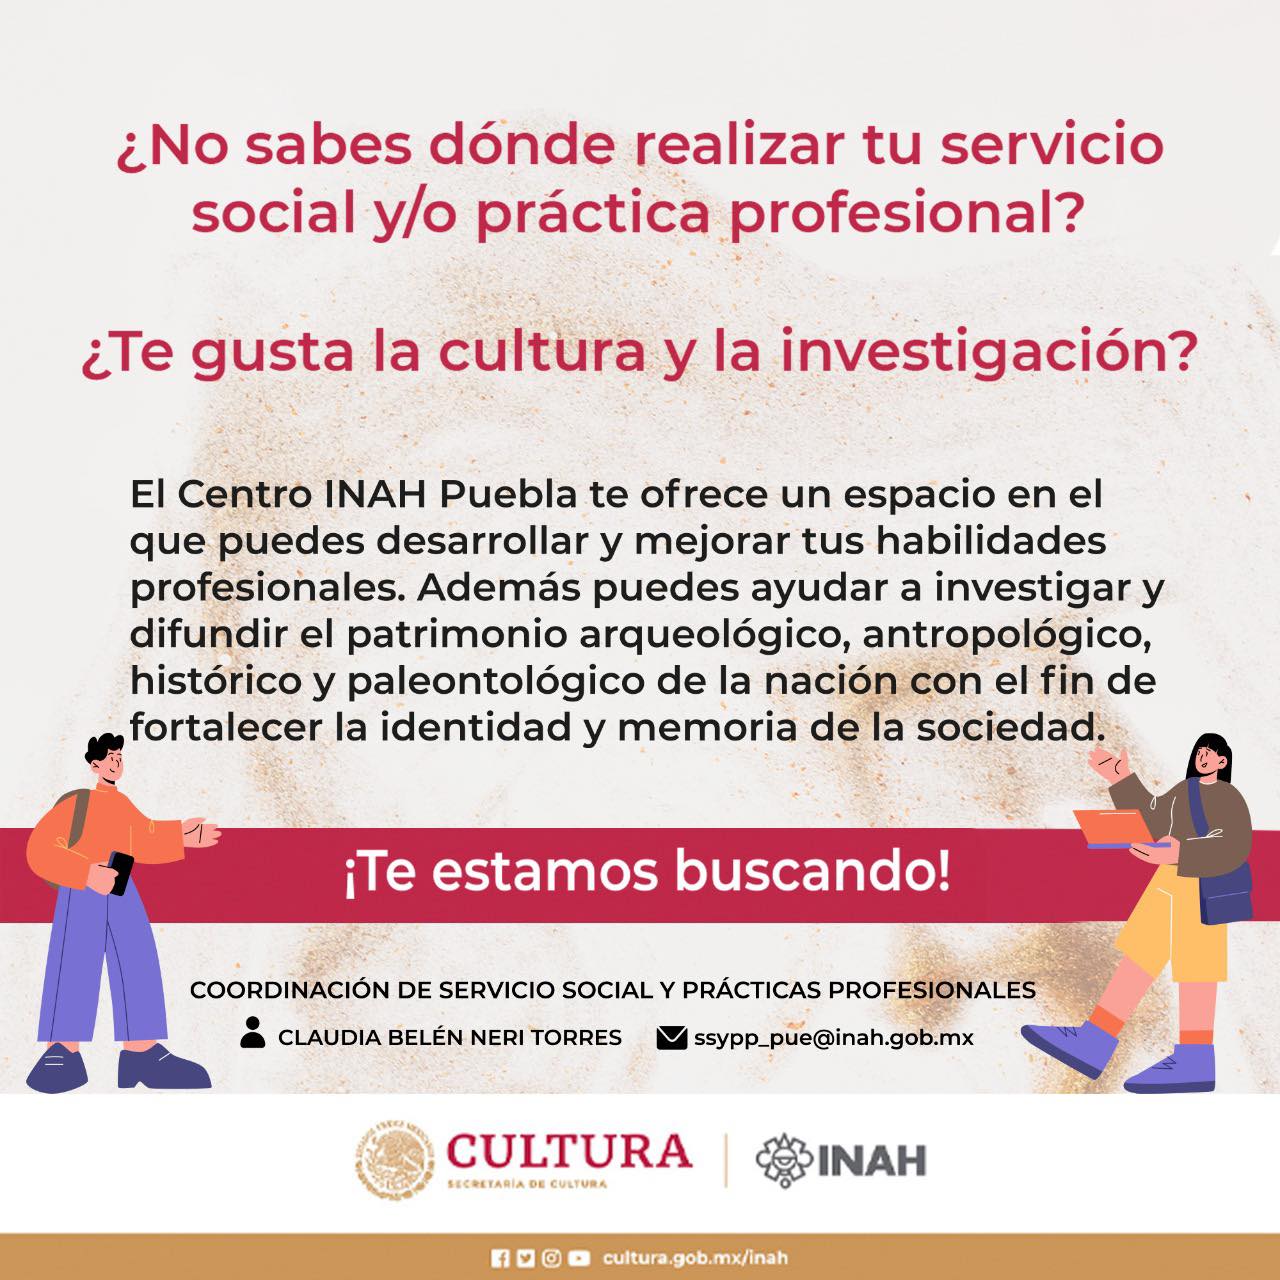 ¿No sabes dónde realizar tu servicio
social y/o práctica profesional?
¿Te gusta la cultura y la investigación?
El Centro INAH Puebla te ofrece un espacio en el
que puedes desarrollar y mejorar tus habilidades
profesionales. Además puedes ayudar a investigar y
difundir el patrimonio arqueológico, antropológico,
histórico y paleontológico de la nación con el fin de
fortalecer la identidad y memoria de la sociedad.
¡Te estamos buscando!
COORDINACIÓN DE SERVICIO SOCIAL Y PRÁCTICAS PROFESIONALES
CLAUDIA BELÉN NERI TORRES ssypp_pue@inah.gob.mx
CULTURA
SECRETARÍA DE CULTURA
INAH
cultura.gob.mx/inah